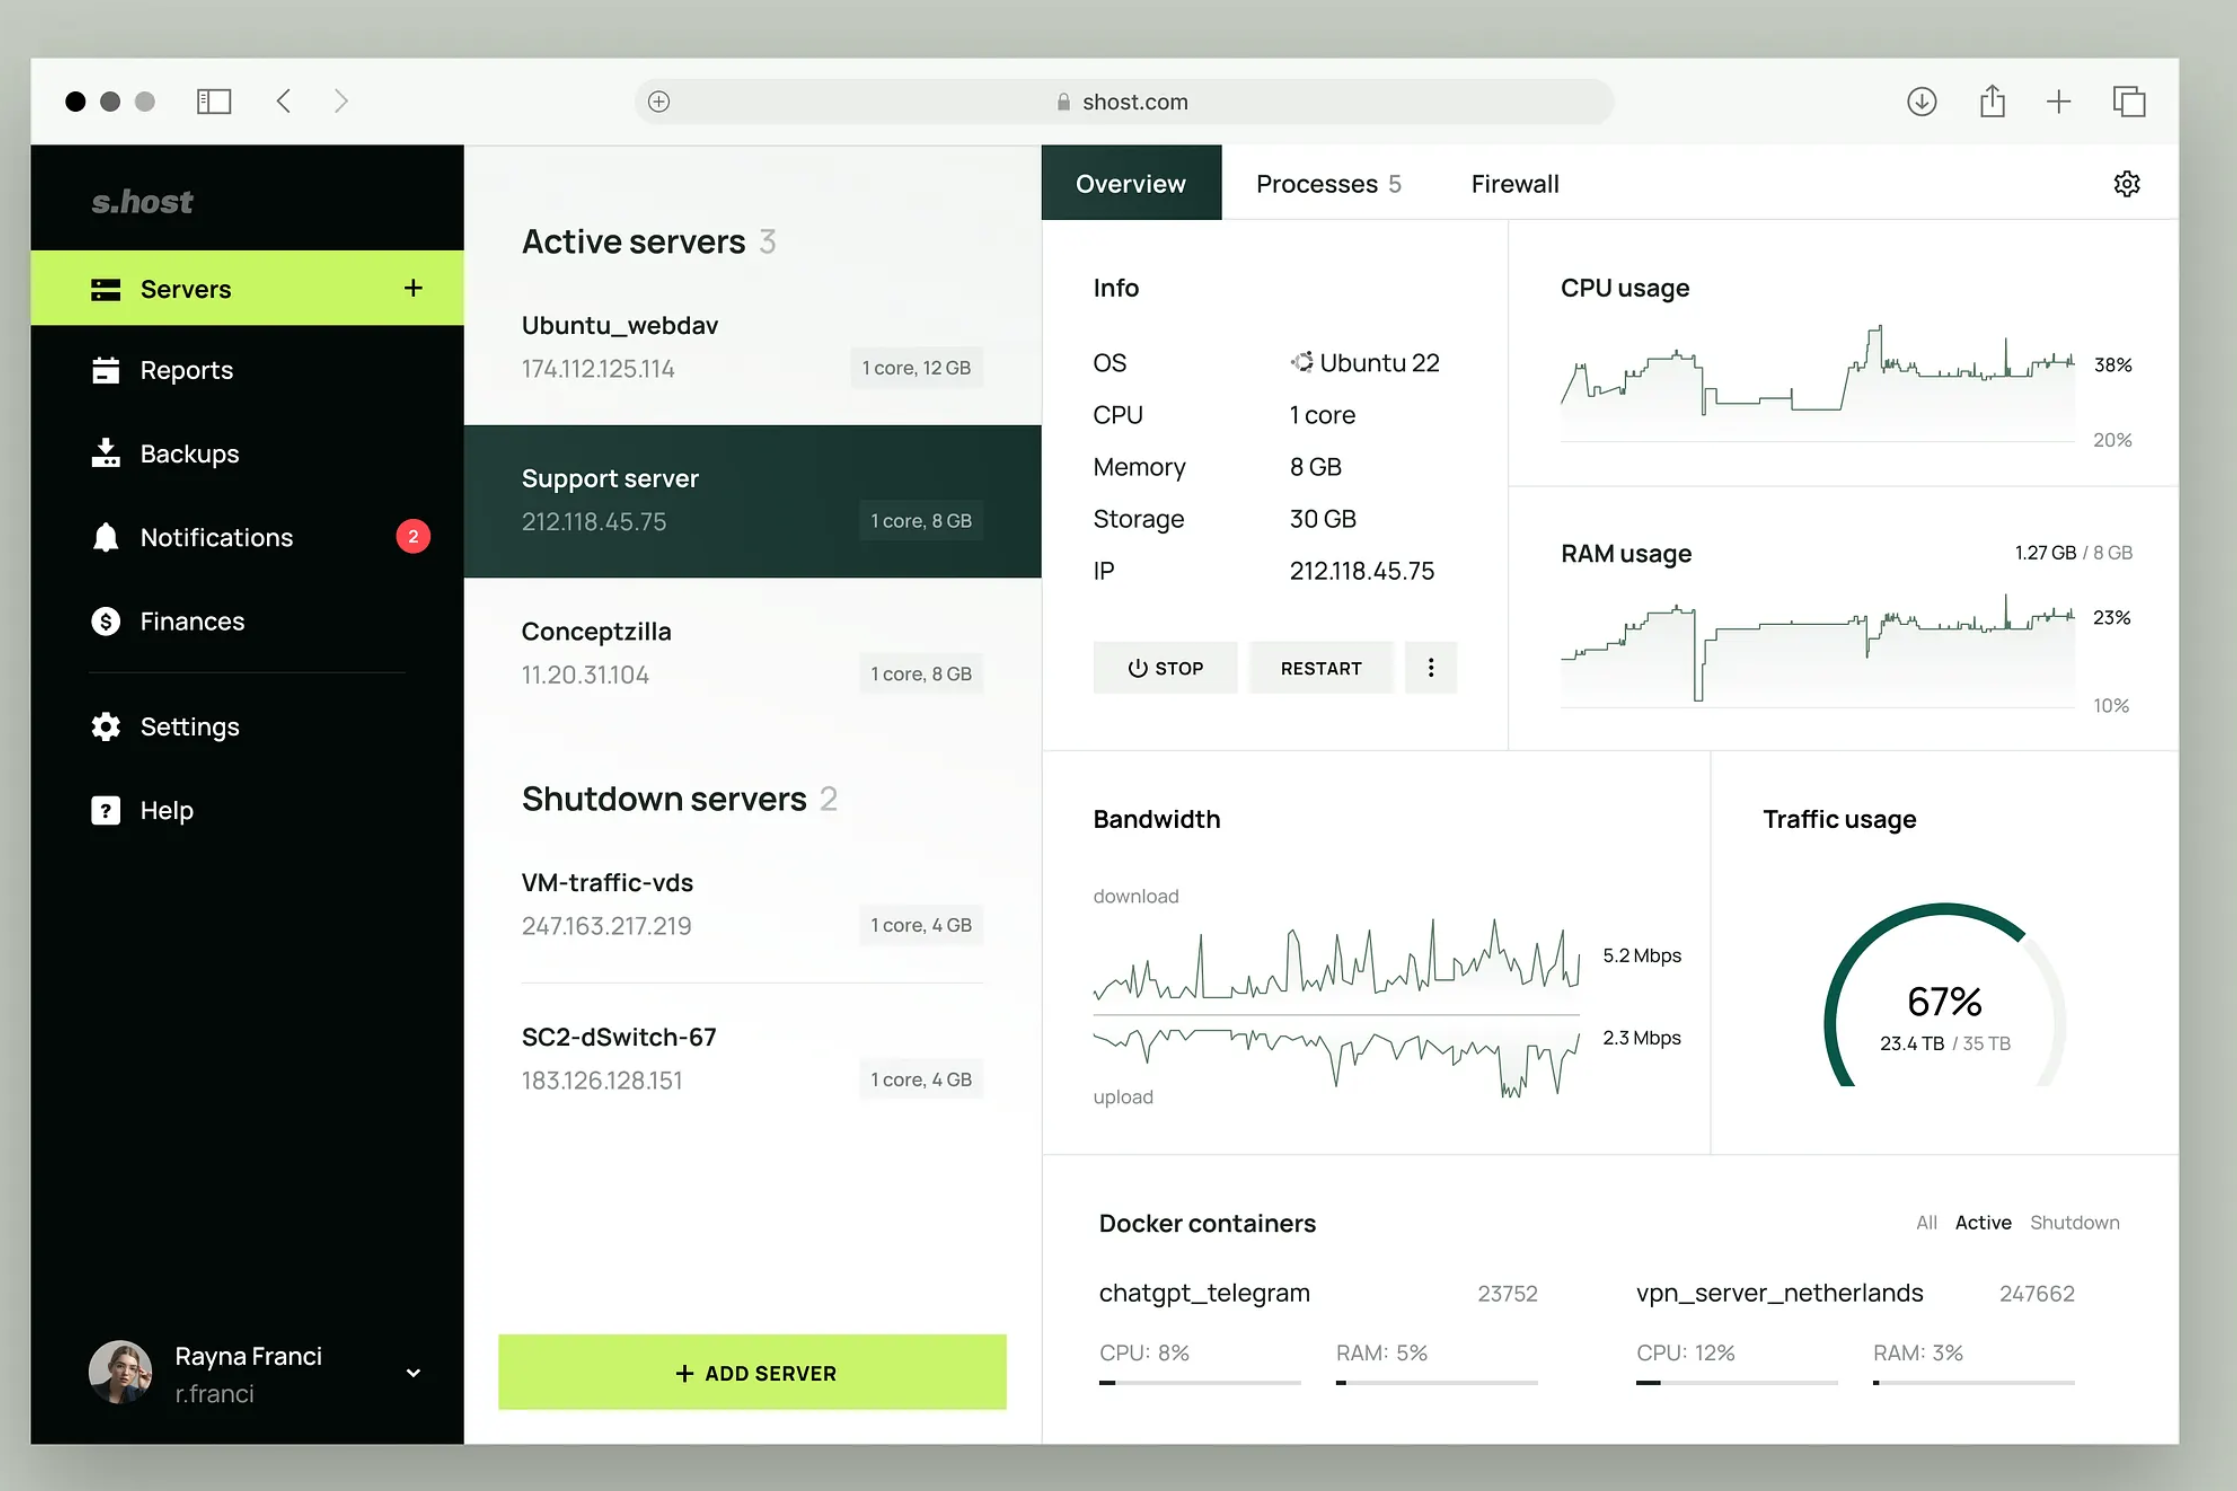 shost.com
s.host
Servers
Reports
Backups
Notifications 2
Finances
Settings
Help
Rayna Franci
r.franci
Active servers 3
Ubuntu_webdav
174.112.125.114 1 core, 12 GB
Support server
212.118.45.75 1 core, 8 GB
Conceptzilla
11.20.31.104 1 core, 8 GB
Shutdown servers 2
VM-traffic-vds
247.163.217.219 1 core, 4 GB
SC2-dSwitch-67
183.126.128.151 1 core, 4 GB
+ ADD SERVER
Overview Processes 5 Firewall
Info
OS Ubuntu 22
CPU 1 core
Memory 8 GB
Storage 30 GB
IP 212.118.45.75
STOP RESTART
CPU usage
38%
20%
RAM usage 1.27 GB / 8 GB
23%
10%
Bandwidth
download
5.2 Mbps
2.3 Mbps
upload
Traffic usage
67%
23.4 TB / 35 TB
Docker containers All Active Shutdown
chatgpt_telegram 23752
CPU: 8% RAM: 5%
vpn_server_netherlands 247662
CPU: 12% RAM: 3%